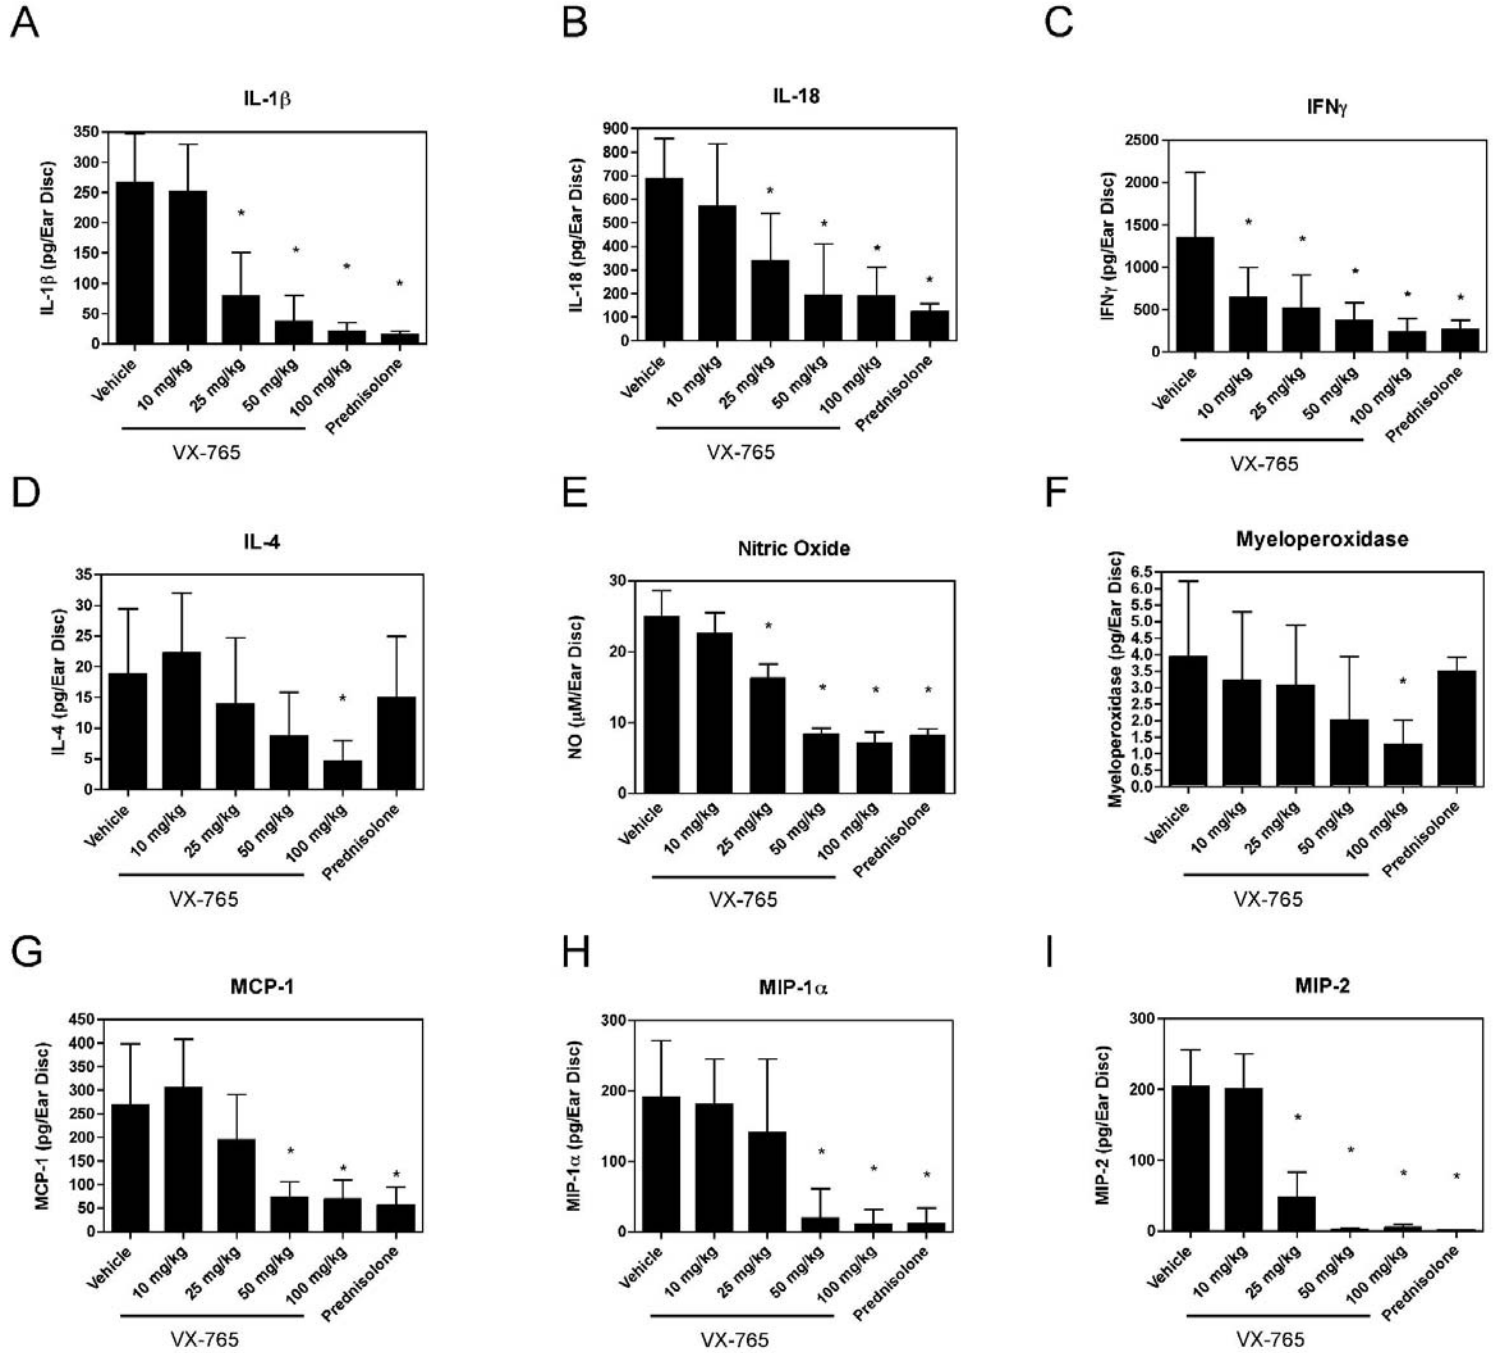 A
IL-1β
IL-1β (pg/Ear Disc)
350
300
250
200
150
100
50
0
*
*
*
*
Vehicle
10 mg/kg
25 mg/kg
50 mg/kg
100 mg/kg
Prednisolone
VX-765
B
IL-18
IL-18 (pg/Ear Disc)
900
800
700
600
500
400
300
200
100
0
*
*
*
*
Vehicle
10 mg/kg
25 mg/kg
50 mg/kg
100 mg/kg
Prednisolone
VX-765
C
IFNγ
IFNγ (pg/Ear Disc)
2500
2000
1500
1000
500
0
*
*
*
*
*
Vehicle
10 mg/kg
25 mg/kg
50 mg/kg
100 mg/kg
Prednisolone
VX-765
D
IL-4
IL-4 (pg/Ear Disc)
35
30
25
20
15
10
5
0
*
Vehicle
10 mg/kg
25 mg/kg
50 mg/kg
100 mg/kg
Prednisolone
VX-765
E
Nitric Oxide
NO (μM/Ear Disc)
30
20
10
0
*
*
*
*
Vehicle
10 mg/kg
25 mg/kg
50 mg/kg
100 mg/kg
Prednisolone
VX-765
F
Myeloperoxidase
Myeloperoxidase (pg/Ear Disc)
6.5
6.0
5.5
5.0
4.5
4.0
3.5
3.0
2.5
2.0
1.5
1.0
0.5
0.0
*
Vehicle
10 mg/kg
25 mg/kg
50 mg/kg
100 mg/kg
Prednisolone
VX-765
G
MCP-1
MCP-1 (pg/Ear Disc)
450
400
350
300
250
200
150
100
50
0
*
*
*
Vehicle
10 mg/kg
25 mg/kg
50 mg/kg
100 mg/kg
Prednisolone
VX-765
H
MIP-1α
MIP-1α (pg/Ear Disc)
300
200
100
0
*
*
*
Vehicle
10 mg/kg
25 mg/kg
50 mg/kg
100 mg/kg
Prednisolone
VX-765
I
MIP-2
MIP-2 (pg/Ear Disc)
300
200
100
0
*
*
*
*
Vehicle
10 mg/kg
25 mg/kg
50 mg/kg
100 mg/kg
Prednisolone
VX-765